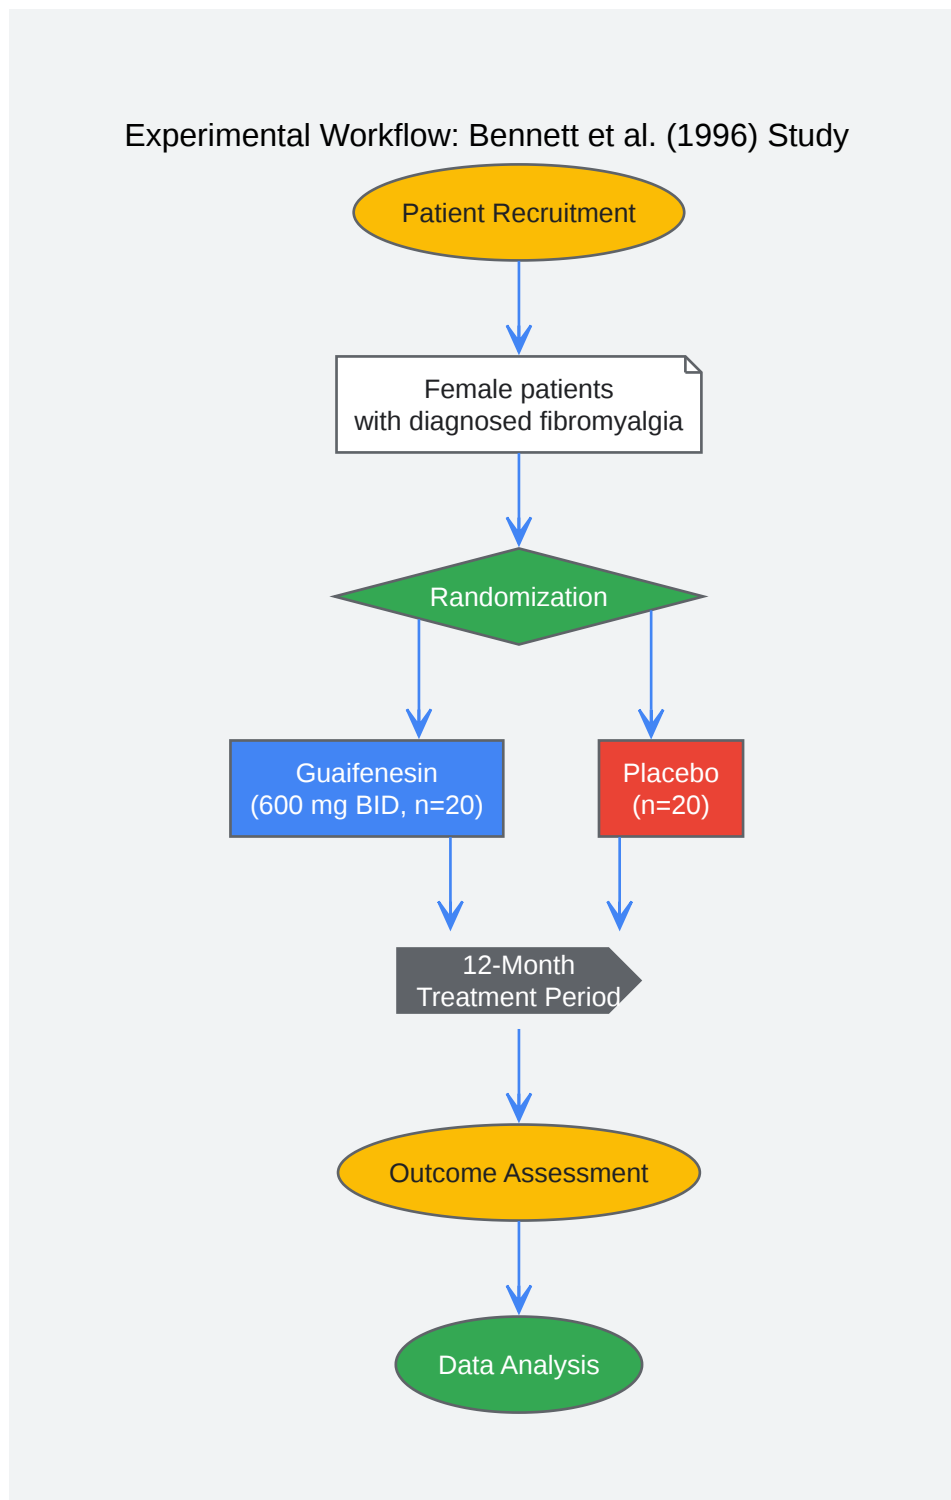 Experimental Workflow: Bennett et al. (1996) Study
Patient Recruitment
Female patients
with diagnosed fibromyalgia
Randomization
Guaifenesin
(600 mg BID, n=20)
Placebo
(n=20)
12-Month
Treatment Period
Outcome Assessment
Data Analysis